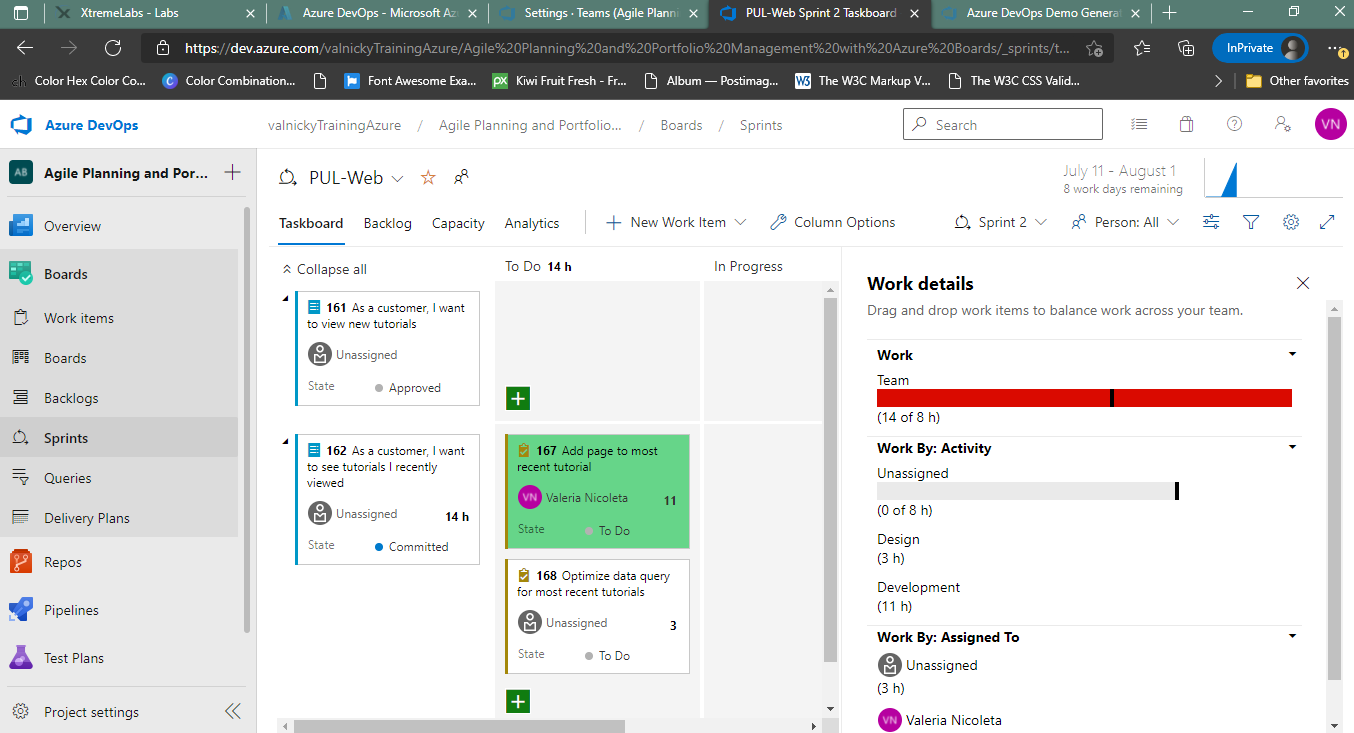 XtremeLabs - Labs
Azure DevOps - Microsoft Az
Settings · Teams (Agile Planni
PUL-Web Sprint 2 Taskboard
Azure DevOps Demo Generat
https://dev.azure.com/valnickyTrainingAzure/Agile%20Planning%20and%20Portfolio%20Management%20with%20Azure%20Boards/_sprints/t...
InPrivate
Color Hex Color Co...
Color Combination...
Font Awesome Exa...
Kiwi Fruit Fresh - Fr...
Album — Postimag...
The W3C Markup V...
The W3C CSS Valid...
Other favorites
Azure DevOps
valnickyTrainingAzure / Agile Planning and Portfolio... / Boards / Sprints
Search
VN
AB
Agile Planning and Por...
Overview
Boards
Work items
Boards
Backlogs
Sprints
Queries
Delivery Plans
Repos
Pipelines
Test Plans
Project settings
PUL-Web
July 11 - August 1
8 work days remaining
Taskboard
Backlog
Capacity
Analytics
New Work Item
Column Options
Sprint 2
Person: All
Collapse all
To Do 14 h
In Progress
161 As a customer, I want
to view new tutorials
Unassigned
State
Approved
162 As a customer, I want
to see tutorials I recently
viewed
Unassigned
14 h
State
Committed
167 Add page to most
recent tutorial
VN
Valeria Nicoleta
11
State
To Do
168 Optimize data query
for most recent tutorials
Unassigned
3
State
To Do
Work details
Drag and drop work items to balance work across your team.
Work
Team
(14 of 8 h)
Work By: Activity
Unassigned
(0 of 8 h)
Design
(3 h)
Development
(11 h)
Work By: Assigned To
Unassigned
(3 h)
VN
Valeria Nicoleta